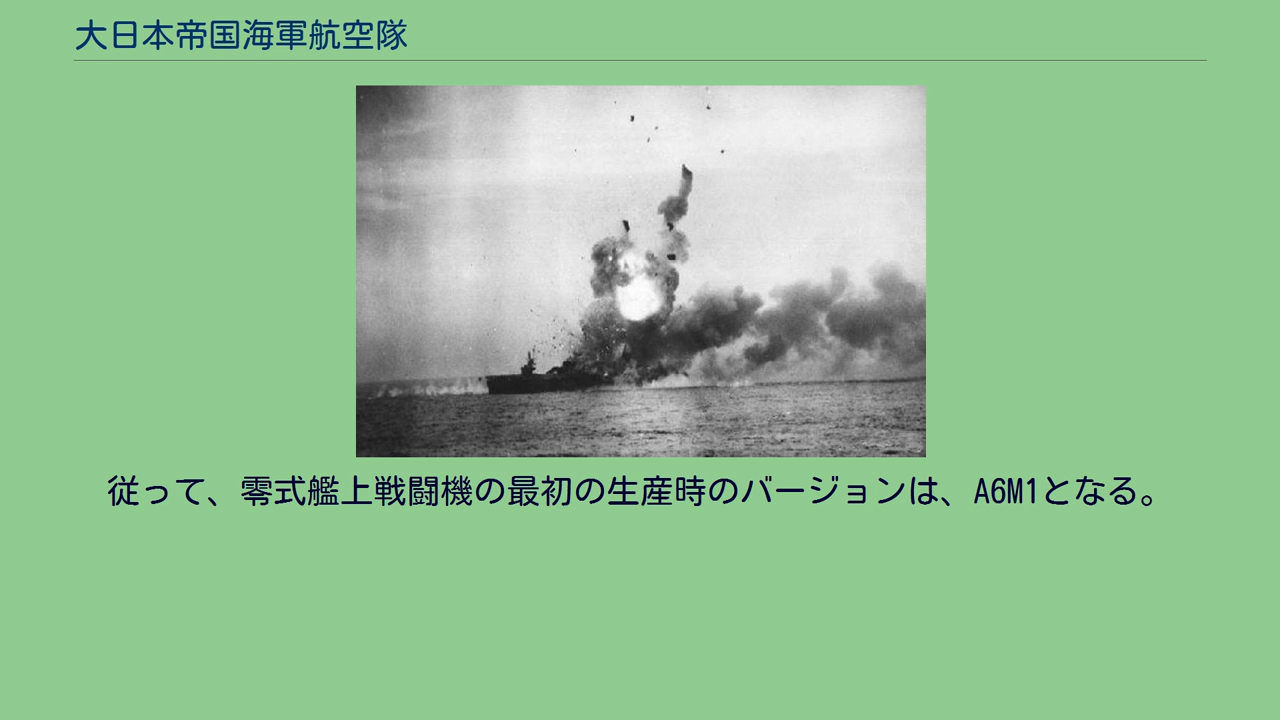 大日本帝国海軍航空隊
従って、零式艦上戦闘機の最初の生産時のバージョンは、A6M1となる。